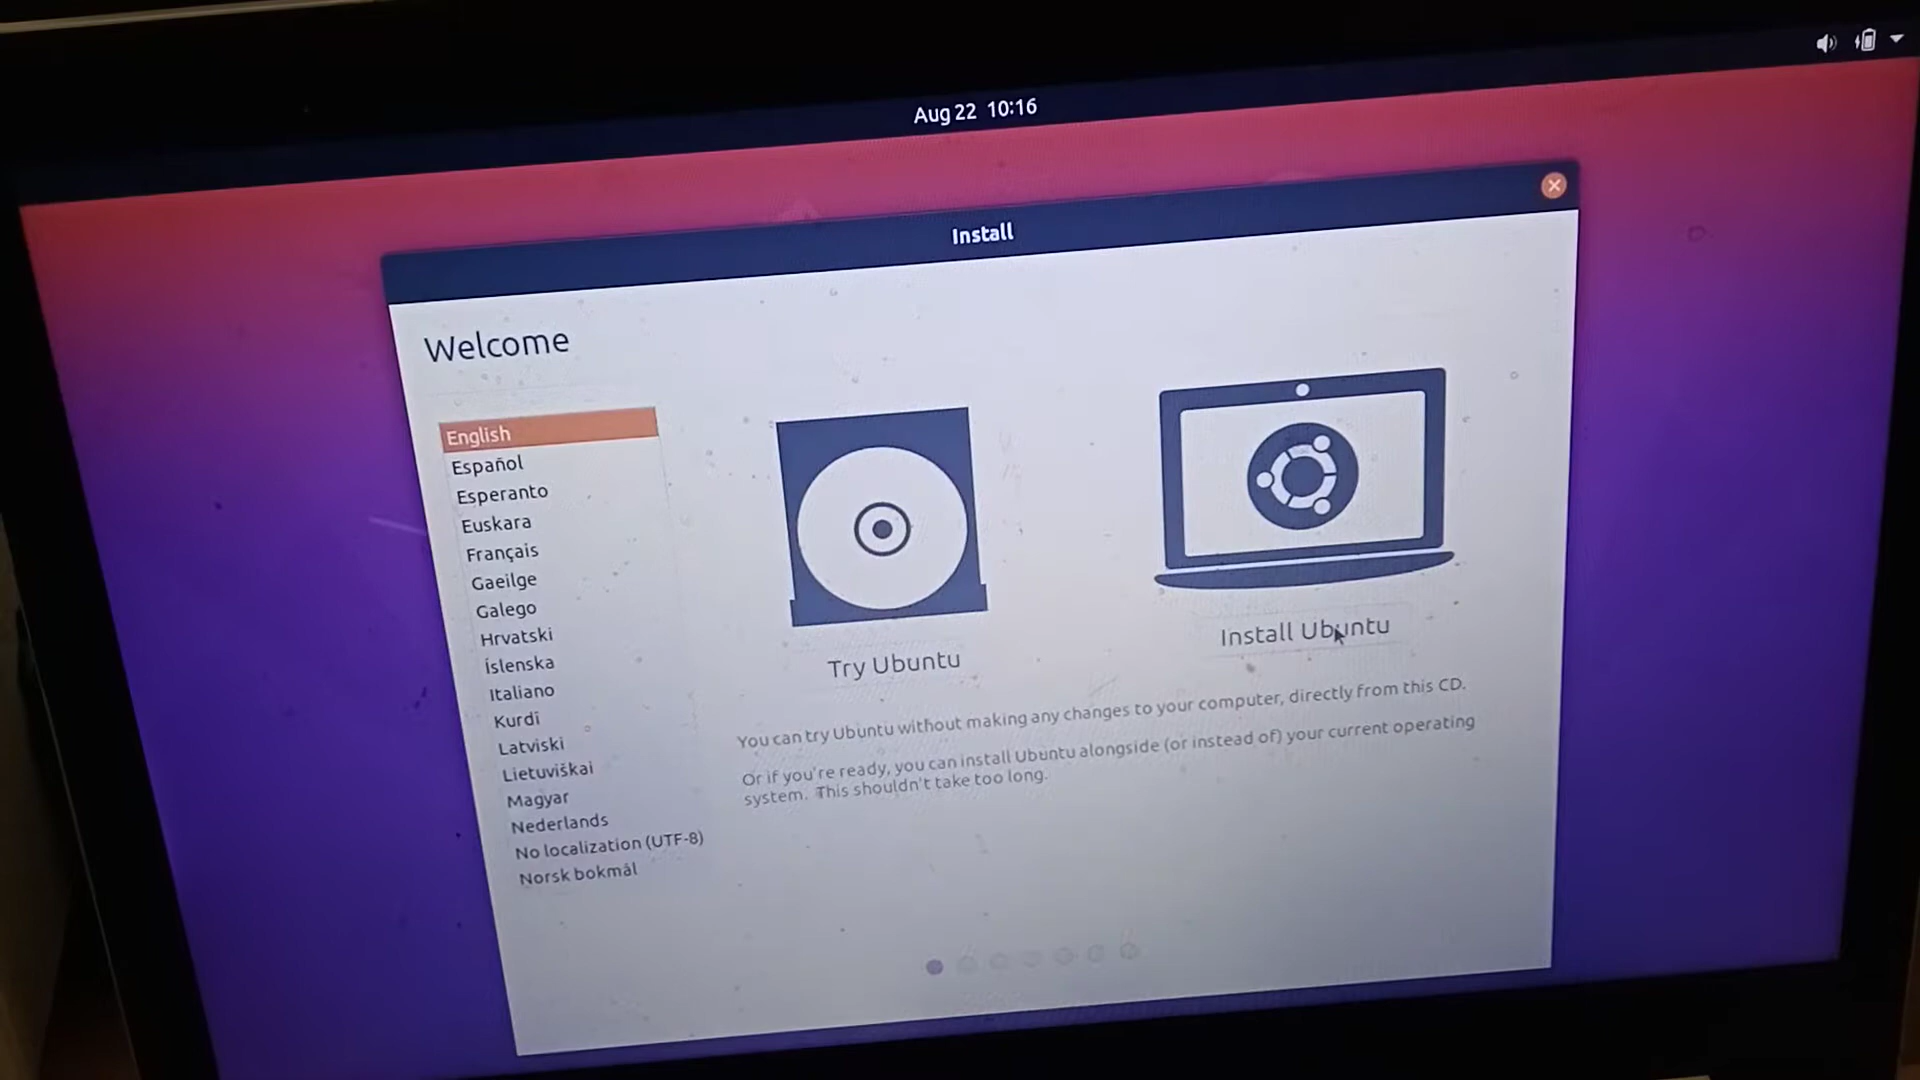 Aug 22 10:16
Install
Welcome
English
Español
Esperanto
Euskara
Français
Gaeilge
Galego
Hrvatski
Íslenska
Italiano
Kurdî
Latviski
Lietuviškai
Magyar
Nederlands
No localization (UTF-8)
Norsk bokmål
Try Ubuntu
Install Ubuntu
You can try Ubuntu without making any changes to your computer, directly from this CD.
Or if you're ready, you can install Ubuntu alongside (or instead of) your current operating
system. This shouldn't take too long.